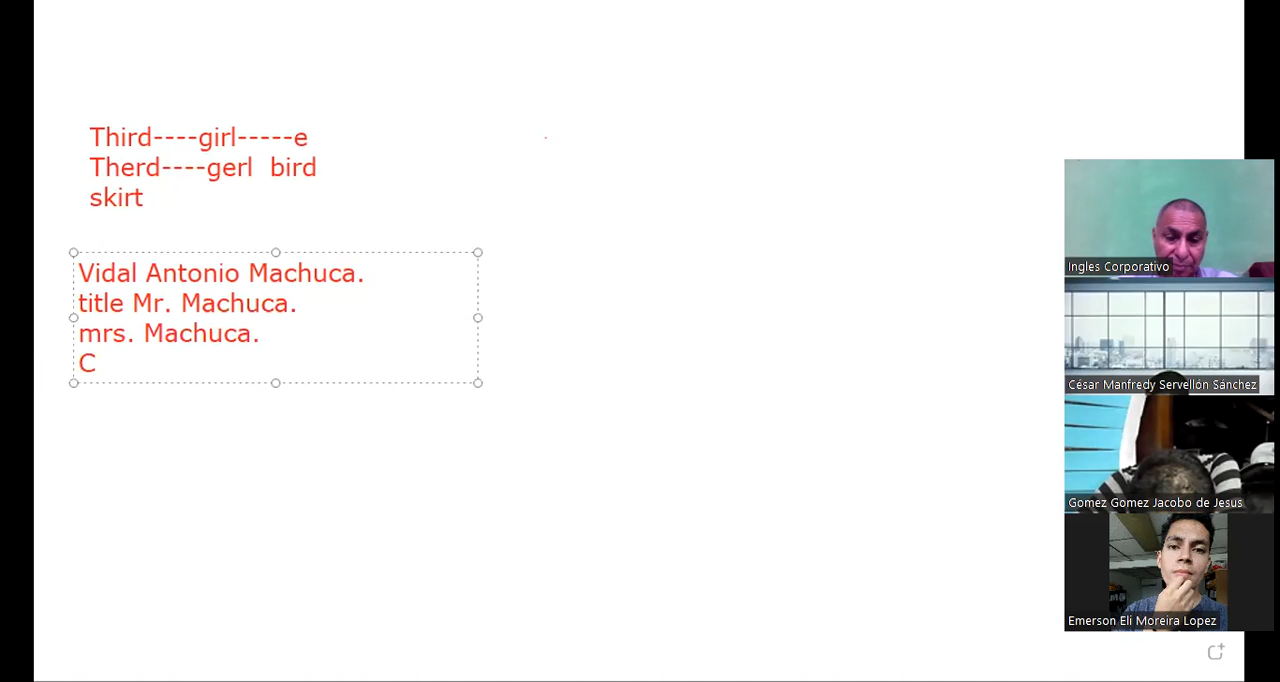 Third----girl-----e
Therd----gerl  bird
skirt
Vidal Antonio Machuca.
title Mr. Machuca.
mrs. Machuca.
C
Ingles Corporativo
César Manfredy Servellón Sánchez
Gomez Gomez Jacobo de Jesus
Emerson Eli Moreira Lopez